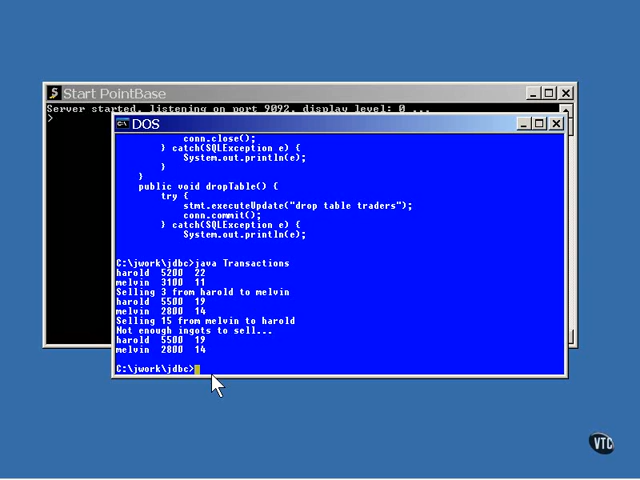 Start PointBase
Server started, listening on port 9092, display level: 0 ...
>
DOS
conn.close();
} catch(SQLException e) {
System.out.println(e);
}
}
public void dropTable() {
try {
stmt.executeUpdate("drop table traders");
conn.commit();
} catch(SQLException e) {
System.out.println(e);
C:\jwork\jdbc>java Transactions
harold 5200 22
melvin 3100 11
Selling 3 from harold to melvin
harold 5500 19
melvin 2800 14
Selling 15 from melvin to harold
Not enough ingots to sell...
harold 5500 19
melvin 2800 14
C:\jwork\jdbc>
VTC